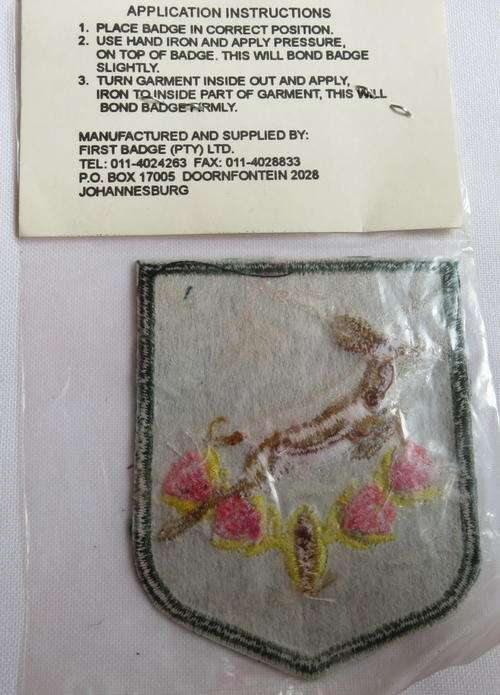 APPLICATION INSTRUCTIONS
1. PLACE BADGE IN CORRECT POSITION.
2. USE HAND IRON AND APPLY PRESSURE,
ON TOP OF BADGE. THIS WILL BOND BADGE
SLIGHTLY.
3. TURN GARMENT INSIDE OUT AND APPLY,
IRON TO INSIDE PART OF GARMENT, THIS WILL
BOND BADGE FIRMLY.
MANUFACTURED AND SUPPLIED BY:
FIRST BADGE (PTY) LTD.
TEL: 011-4024263 FAX: 011-4028833
P.O. BOX 17005 DOORNFONTEIN 2028
JOHANNESBURG